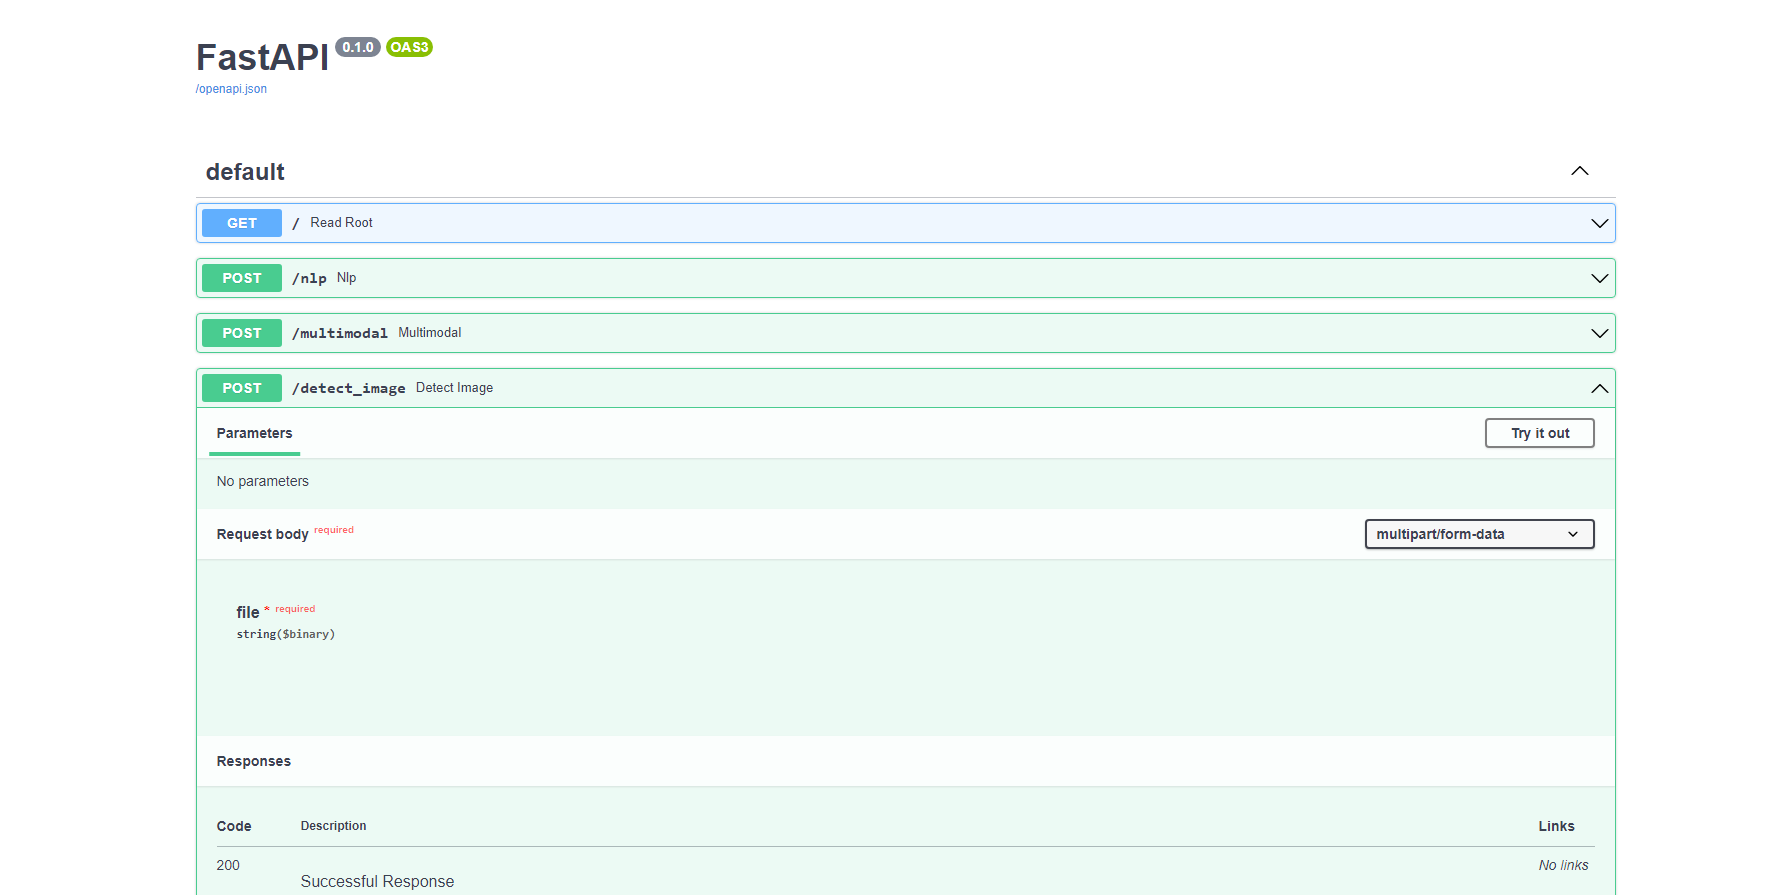 FastAPI 0.1.0 OAS3
/openapi.json
default
GET / Read Root
POST /nlp Nlp
POST /multimodal Multimodal
POST /detect_image Detect Image
Parameters Try it out
No parameters
Request body required multipart/form-data
file * required
string($binary)
Responses
Code Description Links
200 No links
Successful Response